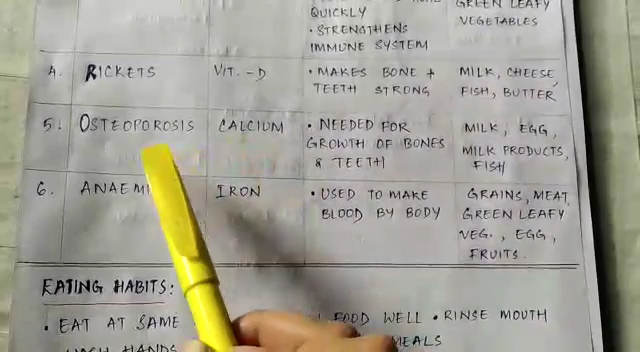 QUICKLY
• STRENGTHENS
IMMUNE SYSTEM
GREEN LEAFY
VEGETABLES
4. RICKETS VIT. -D • MAKES BONE + TEETH STRONG MILK, CHEESE, FISH, BUTTER
5. OSTEOPOROSIS CALCIUM • NEEDED FOR GROWTH OF BONES & TEETH MILK, EGG, MILK PRODUCTS, FISH
6. ANAEMI IRON • USED TO MAKE BLOOD BY BODY GRAINS, MEAT, GREEN LEAFY VEG., EGG, FRUITS.
EATING HABITS:
• EAT AT SAME FOOD WELL • RINSE MOUTH
WASH HANDS MEALS